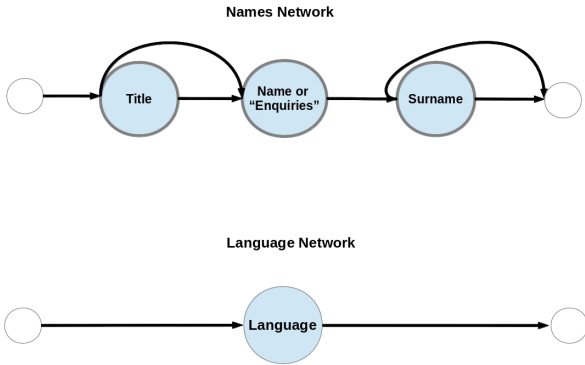 Names Network
Title
Name or
“Enquiries”
Surname
Language Network
Language